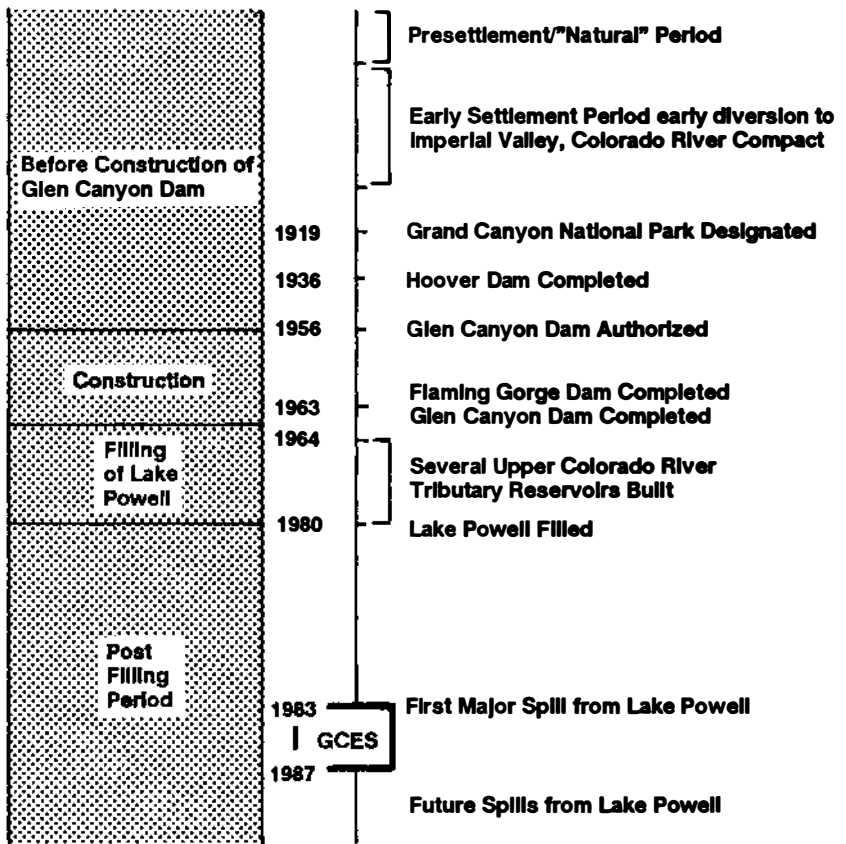 Presettlement/"Natural" Period
Early Settlement Period early diversion to
Imperial Valley, Colorado River Compact
Before Construction of
Glen Canyon Dam
1919 Grand Canyon National Park Designated
1936 Hoover Dam Completed
1956 Glen Canyon Dam Authorized
Construction
1963 Flaming Gorge Dam Completed
Glen Canyon Dam Completed
1964
Filling
of Lake
Powell
Several Upper Colorado River
Tributary Reservoirs Built
1980 Lake Powell Filled
Post
Filling
Period
1983 First Major Spill from Lake Powell
GCES
1987
Future Spills from Lake Powell